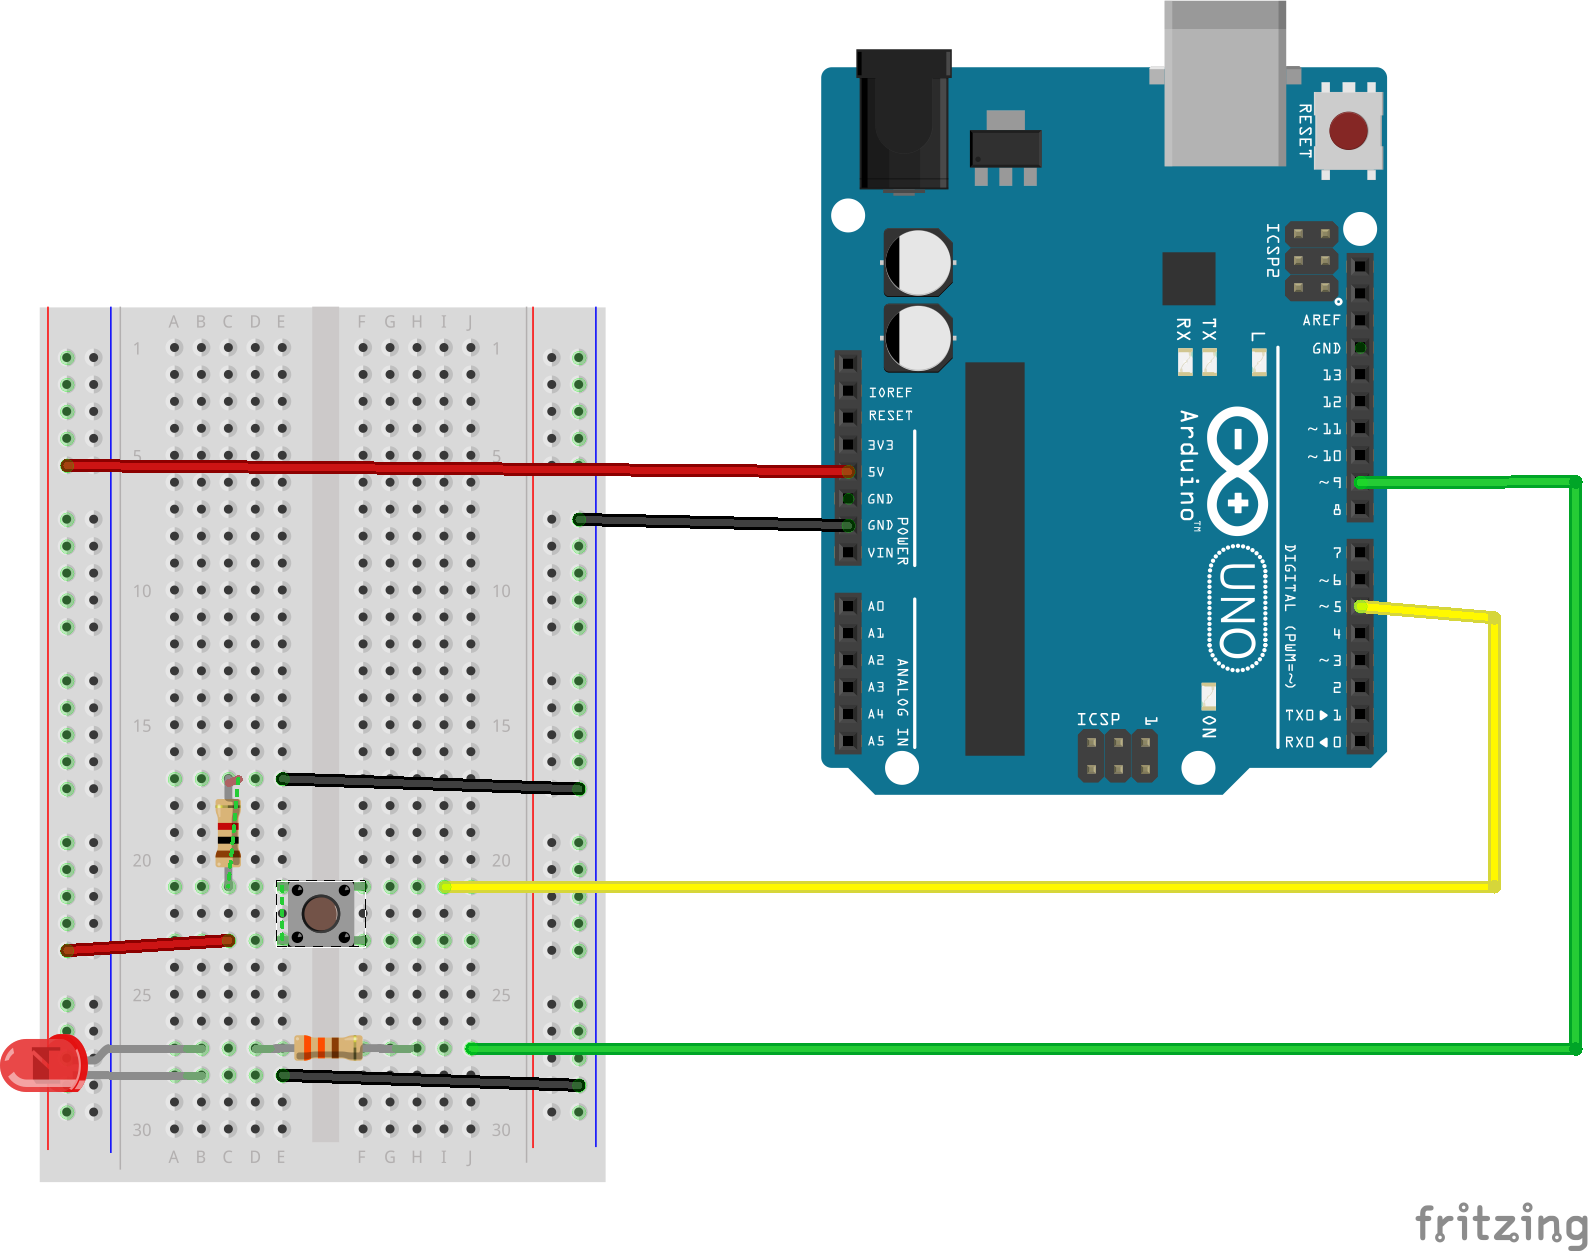 RESET
ICSP2
AREF
GND
13
12
~11
~10
~9
8
7
~6
~5
4
~3
2
TX0▶1
RX0◀0
DIGITAL (PWM=~)
RX
TX
L
Arduino™
UNO
ON
ICSP
1
IOREF
RESET
3V3
5V
GND
GND
VIN
POWER
A0
A1
A2
A3
A4
A5
ANALOG IN
A B C D E F G H I J
1 1
5 5
10 10
15 15
20 20
25 25
30 30
A B C D E F G H I J
fritzing